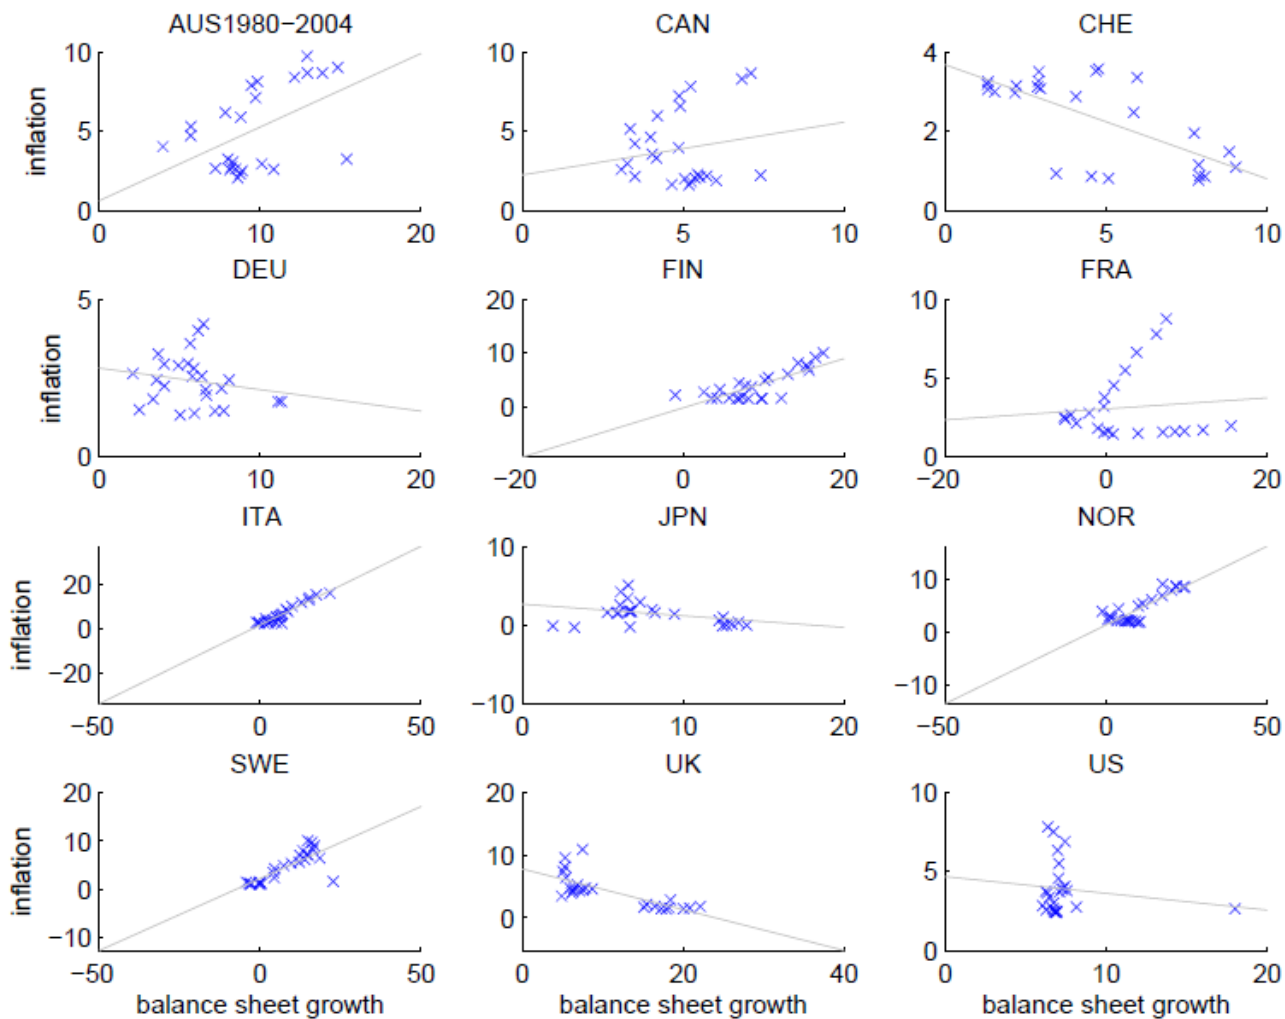 AUS1980−2004 CAN CHE
10 10 4
inflation
5 5 2
0 0 0
0 10 20 0 5 10 0 5 10
DEU FIN FRA
5 20 10
inflation
10 5
0
0 −20 0
0 10 20 −20 0 20 −20 0 20
ITA JPN NOR
20 10 10
inflation
0 0 0
−20 −10 −10
−50 0 50 0 10 20 −50 0 50
SWE UK US
20 20 10
inflation
10 10 5
0 0
−10 0
−50 0 50 0 20 40 0 10 20
balance sheet growth balance sheet growth balance sheet growth